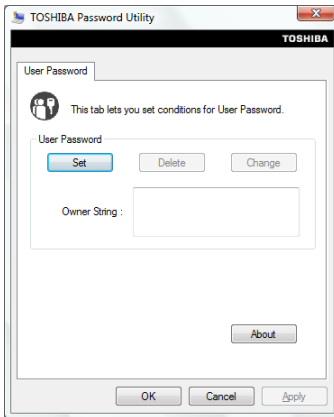 TOSHIBA Password Utility
TOSHIBA
User Password
This tab lets you set conditions for User Password.
User Password
Set Delete Change
Owner String :
About
OK Cancel Apply